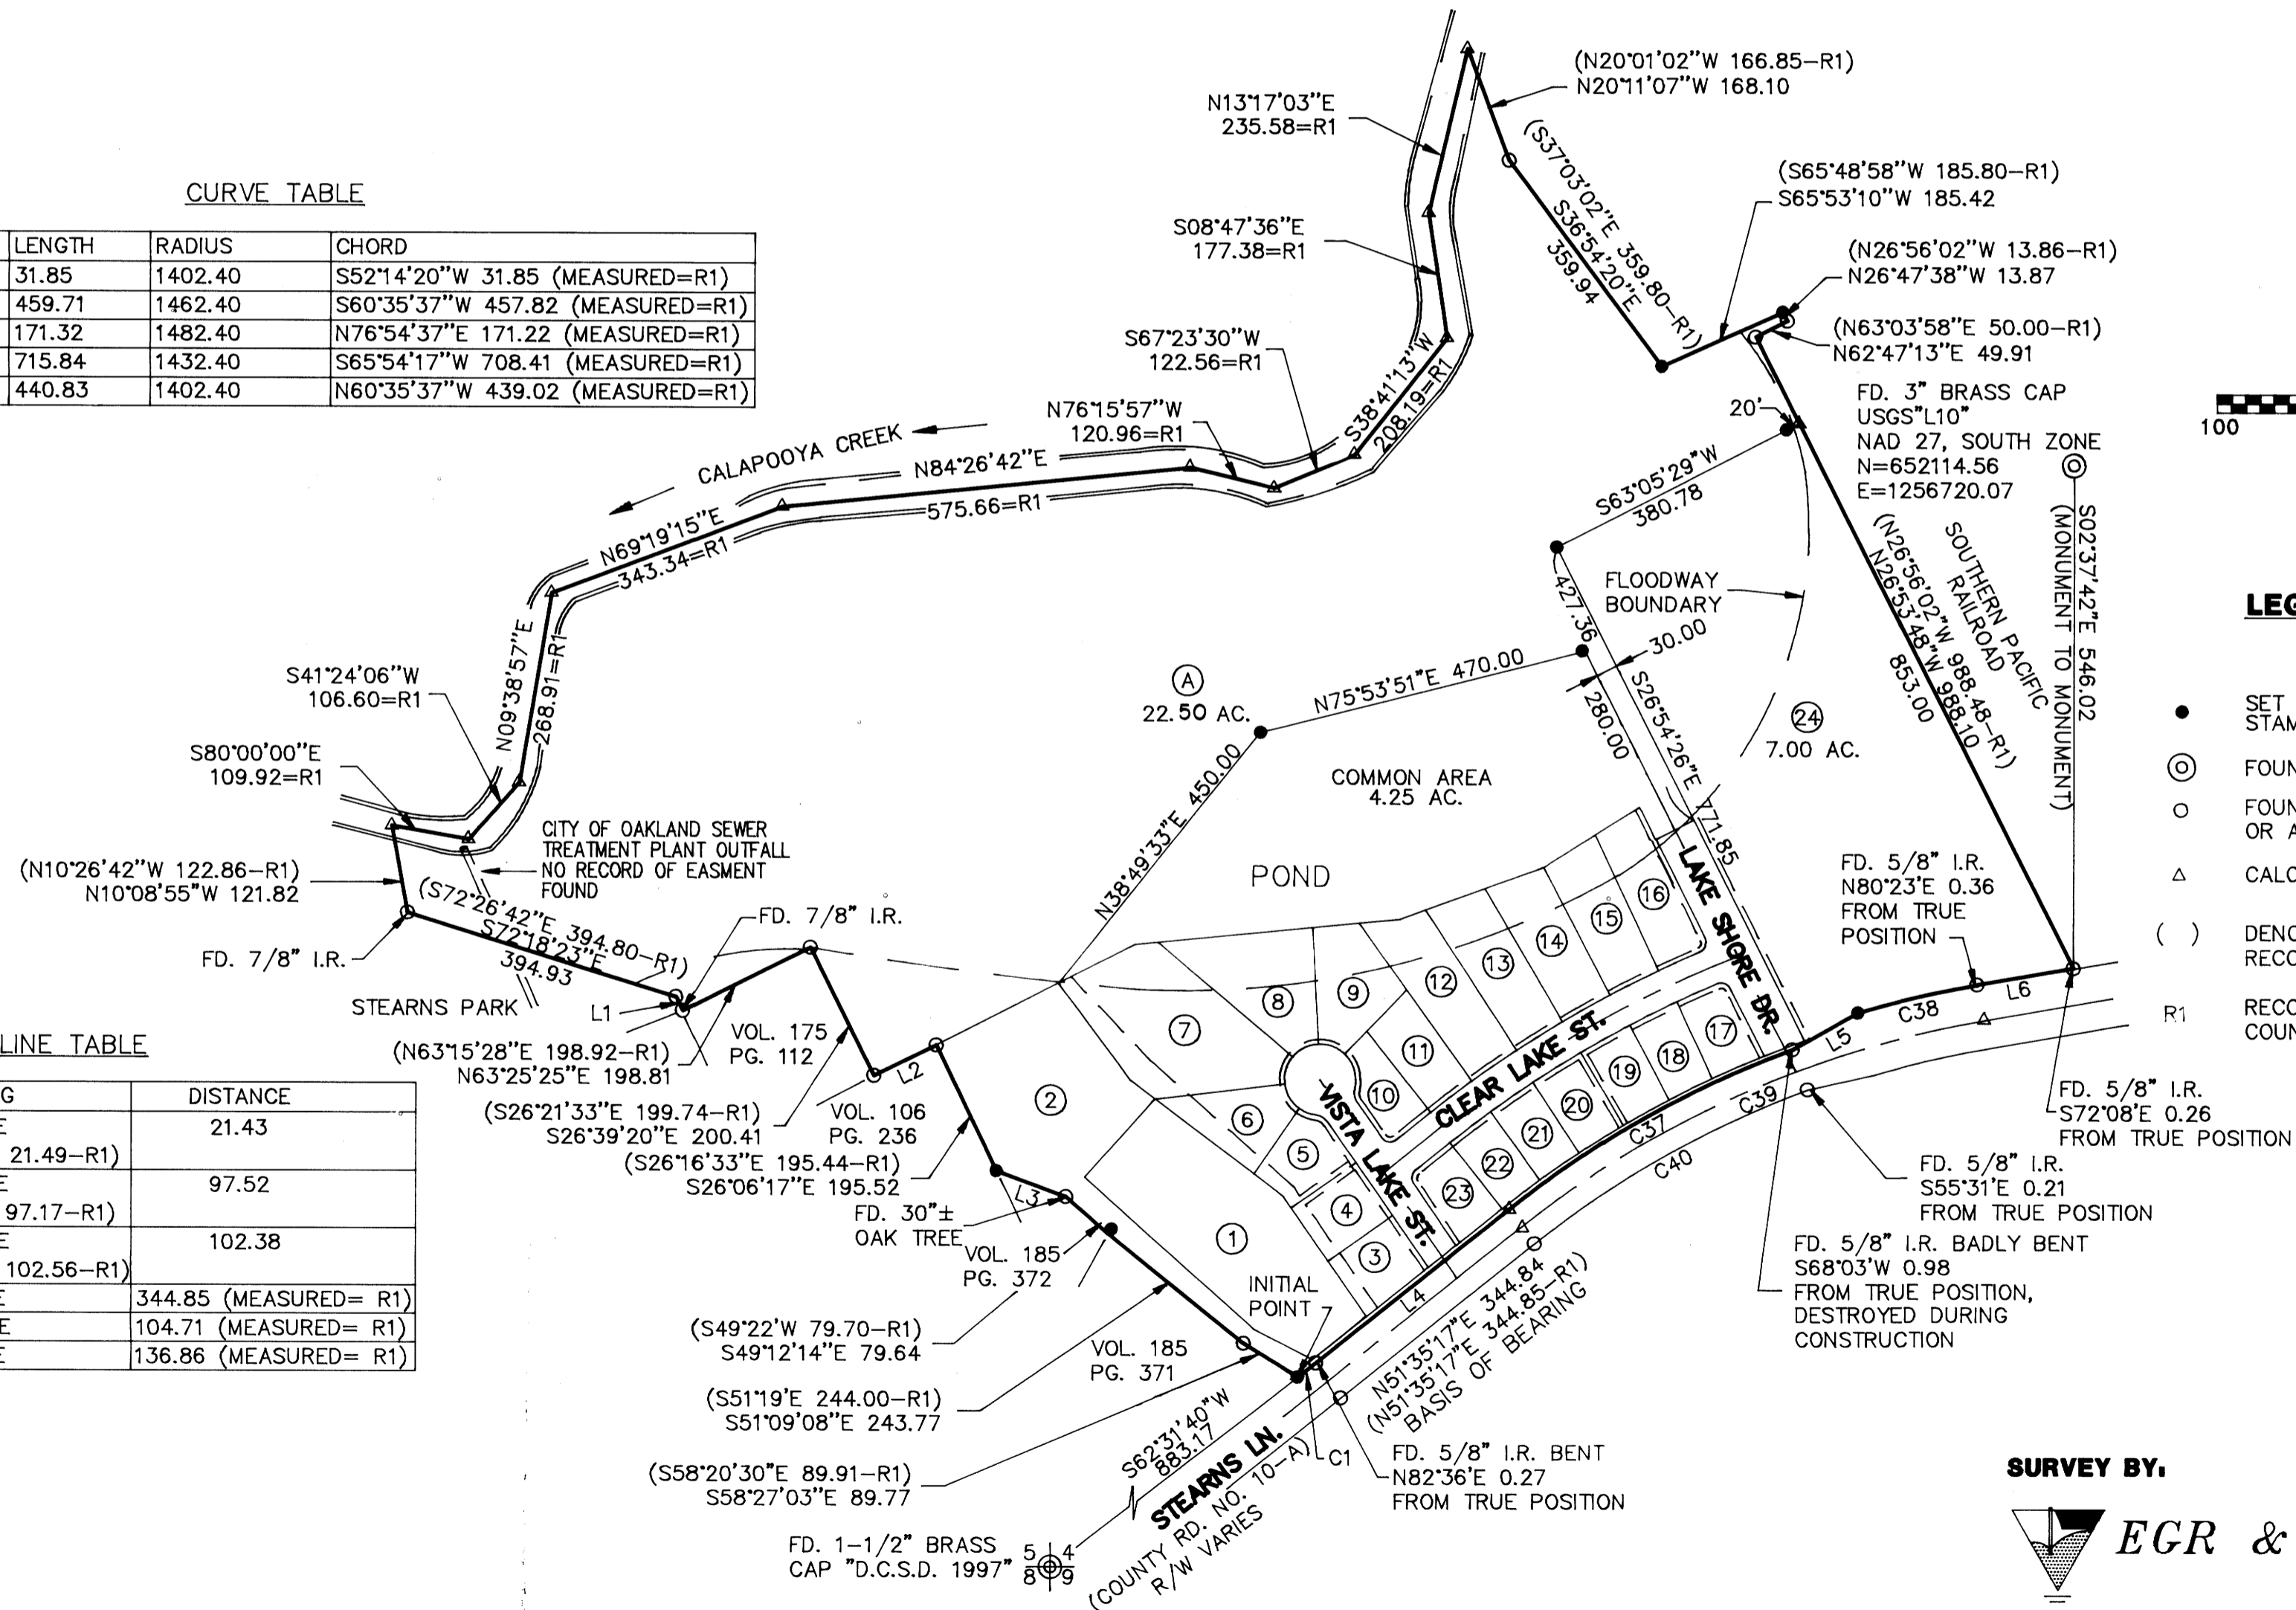 CURVE TABLE
LENGTH RADIUS CHORD
31.85 1402.40 S52°14'20"W 31.85 (MEASURED=R1)
459.71 1462.40 S60°35'37"W 457.82 (MEASURED=R1)
171.32 1482.40 N76°54'37"E 171.22 (MEASURED=R1)
715.84 1432.40 S65°54'17"W 708.41 (MEASURED=R1)
440.83 1402.40 N60°35'37"W 439.02 (MEASURED=R1)
(N20°01'02"W 166.85-R1)
N20°11'07"W 168.10
N13°17'03"E
235.58=R1
(S37°03'02"E 359.80-R1)
S36°54'20"E
359.94
(S65°48'58"W 185.80-R1)
S65°53'10"W 185.42
(N26°56'02"W 13.86-R1)
N26°47'38"W 13.87
(N63°03'58"E 50.00-R1)
N62°47'13"E 49.91
S08°47'36"E
177.38=R1
S67°23'30"W
122.56=R1
S38°41'13"W
208.19=R1
N76°15'57"W
120.96=R1
CALAPOOYA CREEK
N84°26'42"E
575.66=R1
N69°19'15"E
343.34=R1
N09°38'57"E
268.91=R1
S41°24'06"W
106.60=R1
S80°00'00"E
109.92=R1
CITY OF OAKLAND SEWER
TREATMENT PLANT OUTFALL
NO RECORD OF EASMENT
FOUND
(N10°26'42"W 122.86-R1)
N10°08'55"W 121.82
FD. 7/8" I.R.
(S72°26'42"E 394.80-R1)
S72°18'23"E
394.93
FD. 7/8" I.R.
STEARNS PARK
L1
20'
FD. 3" BRASS CAP
USGS"L10"
NAD 27, SOUTH ZONE
N=652114.56
E=1256720.07
100
S63°05'29"W
380.78
427.36
FLOODWAY
BOUNDARY
30.00
S26°54'26"E 771.85
280.00
N75°53'51"E 470.00
A
22.50 AC.
N38°49'33"E 450.00
COMMON AREA
4.25 AC.
POND
24
7.00 AC.
SOUTHERN PACIFIC
RAILROAD
(N26°56'02"W 988.48-R1)
N26°53'48"W 988.10
853.00
S02°37'42"E 546.02
(MONUMENT TO MONUMENT)
LEG
SET
STAM
FOUN
FOUN
OR A
CALC
( ) DENO
RECO
R1 RECO
COUN
FD. 5/8" I.R.
N80°23'E 0.36
FROM TRUE
POSITION
L6
C38
L5
C39
C37
C40
LAKE SHORE DR.
CLEAR LAKE ST.
VISTA LAKE ST.
16
15
14
13
12
9
8
7
11
10
17
18
19
20
21
22
23
2
6
5
4
3
1
LINE TABLE
G DISTANCE
E 21.43
21.49-R1)
E 97.52
97.17-R1)
E 102.38
102.56-R1)
E 344.85 (MEASURED= R1)
E 104.71 (MEASURED= R1)
E 136.86 (MEASURED= R1)
(N63°15'28"E 198.92-R1)
N63°25'25"E 198.81
VOL. 175
PG. 112
L2
(S26°21'33"E 199.74-R1)
S26°39'20"E 200.41
VOL. 106
PG. 236
(S26°16'33"E 195.44-R1)
S26°06'17"E 195.52
L3
FD. 30"±
OAK TREE
VOL. 185
PG. 372
(S49°22'W 79.70-R1)
S49°12'14"E 79.64
INITIAL
POINT
VOL. 185
PG. 371
(S51°19'E 244.00-R1)
S51°09'08"E 243.77
(S58°20'30"E 89.91-R1)
S58°27'03"E 89.77
L4
N51°35'17"E 344.84
(N51°35'17"E 344.85-R1)
BASIS OF BEARING
S62°31'40"W
883.17
STEARNS LN.
(COUNTY RD. NO. 10-A)
R/W VARIES
C1
FD. 5/8" I.R. BENT
N82°36'E 0.27
FROM TRUE POSITION
FD. 1-1/2" BRASS
CAP "D.C.S.D. 1997"
5 4
8 9
FD. 5/8" I.R.
S72°08'E 0.26
FROM TRUE POSITION
FD. 5/8" I.R.
S55°31'E 0.21
FROM TRUE POSITION
FD. 5/8" I.R. BADLY BENT
S68°03'W 0.98
FROM TRUE POSITION,
DESTROYED DURING
CONSTRUCTION
SURVEY BY:
EGR &